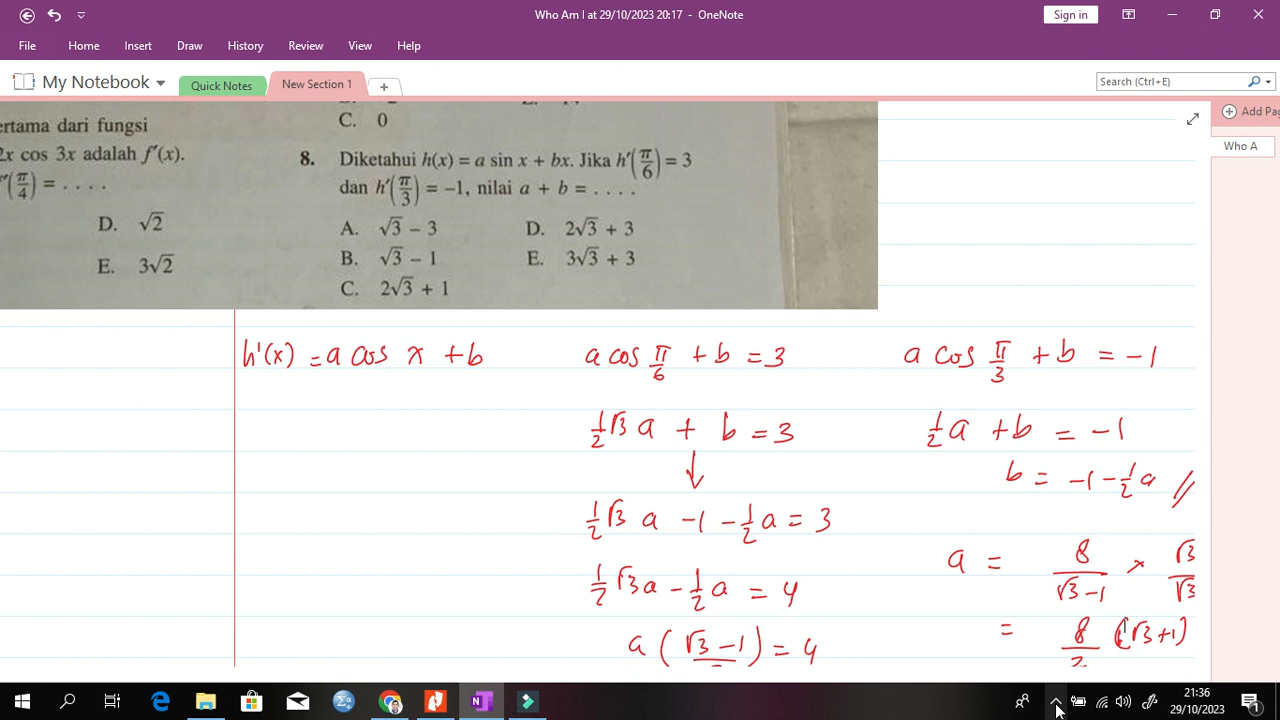 Who Am I at 29/10/2023 20:17 - OneNote
Sign in
File Home Insert Draw History Review View Help
My Notebook
Quick Notes
New Section 1
Search (Ctrl+E)
Add Pag
Who A
ertama dari fungsi
2x cos 3x adalah f'(x).
"(π/4) = . . . .
D. √2
E. 3√2
C. 0
8. Diketahui h(x) = a sin x + bx. Jika h'(π/6) = 3
dan h'(π/3) = –1, nilai a + b = . . . .
A. √3 – 3
B. √3 – 1
C. 2√3 + 1
D. 2√3 + 3
E. 3√3 + 3
h'(x) = a cos x + b
a cos π/6 + b = 3
1/2 √3 a + b = 3
↓
1/2 √3 a - 1 - 1/2 a = 3
1/2 √3 a - 1/2 a = 4
a (√3 - 1) = 4
a cos π/3 + b = -1
1/2 a + b = -1
b = -1 - 1/2 a //
a = 8/(√3 - 1) × √3/√3
= 8/2 (√3 + 1)
21:36
29/10/2023
1